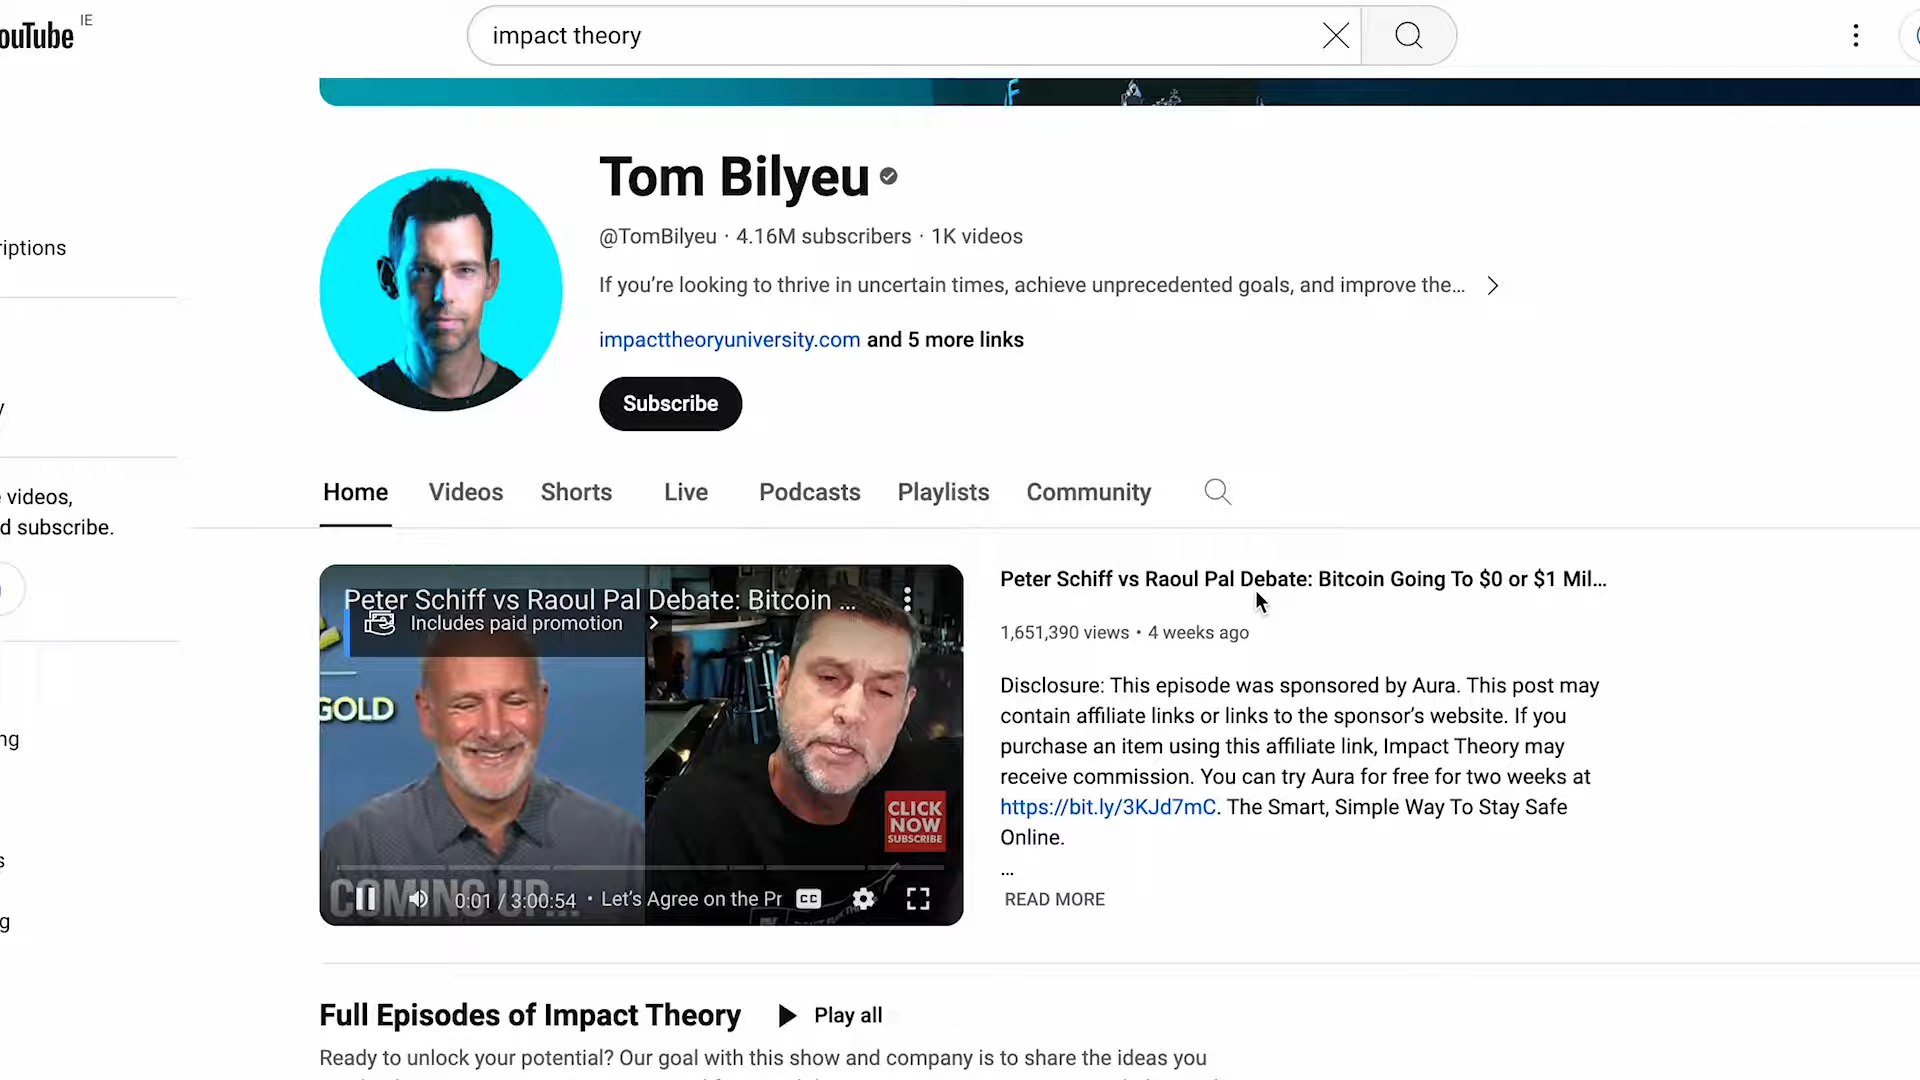 ouTube IE
impact theory
F
Tom Bilyeu
@TomBilyeu · 4.16M subscribers · 1K videos
If you’re looking to thrive in uncertain times, achieve unprecedented goals, and improve the...
impacttheoryuniversity.com and 5 more links
Subscribe
riptions
y
videos,
d subscribe.
ng
s
g
Home Videos Shorts Live Podcasts Playlists Community
Peter Schiff vs Raoul Pal Debate: Bitcoin ...
Includes paid promotion
GOLD
CLICK
NOW
SUBSCRIBE
COMING UP...
0:01 / 3:00:54 • Let’s Agree on the Pr CC
Peter Schiff vs Raoul Pal Debate: Bitcoin Going To $0 or $1 Mil...
1,651,390 views • 4 weeks ago
Disclosure: This episode was sponsored by Aura. This post may
contain affiliate links or links to the sponsor’s website. If you
purchase an item using this affiliate link, Impact Theory may
receive commission. You can try Aura for free for two weeks at
https://bit.ly/3KJd7mC. The Smart, Simple Way To Stay Safe
Online.
...
READ MORE
Full Episodes of Impact Theory Play all
Ready to unlock your potential? Our goal with this show and company is to share the ideas you